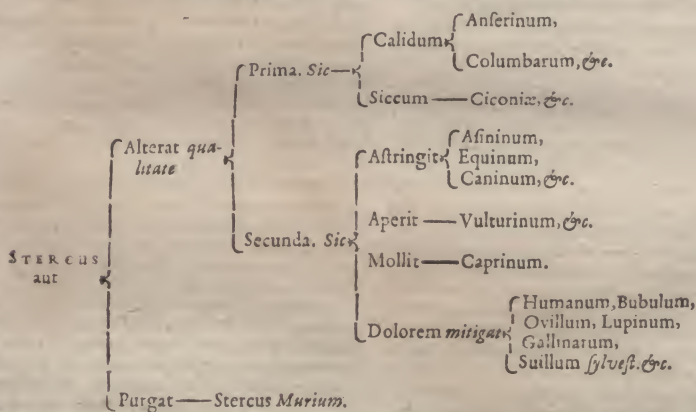 Anſerinum,
Calidum
Columbarum, &c.
Prima. Sic
Siccum — Ciconiæ, &c.
Alterat qua-
litate
Aſininum,
Aſtringit
Equinum,
Caninum, &c.
Aperit — Vulturinum, &c.
Secunda. Sic
STERCUS
aut
Mollit — Caprinum.
Humanum, Bubulum,
Ovillum, Lupinum,
Dolorem mitigat
Gallinarum,
Suillum ſylveſt. &c.
Purgat — Stercus Murium.